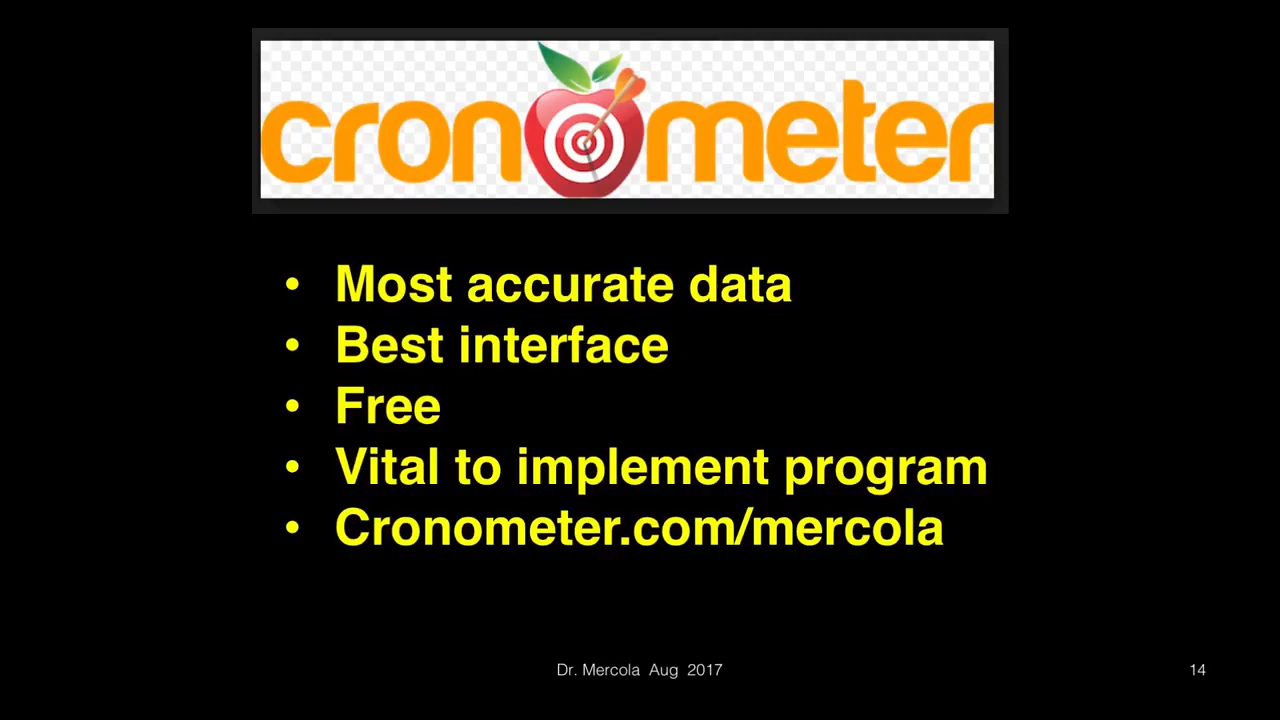 cronometer
• Most accurate data
• Best interface
• Free
• Vital to implement program
• Cronometer.com/mercola
Dr. Mercola Aug 2017
14